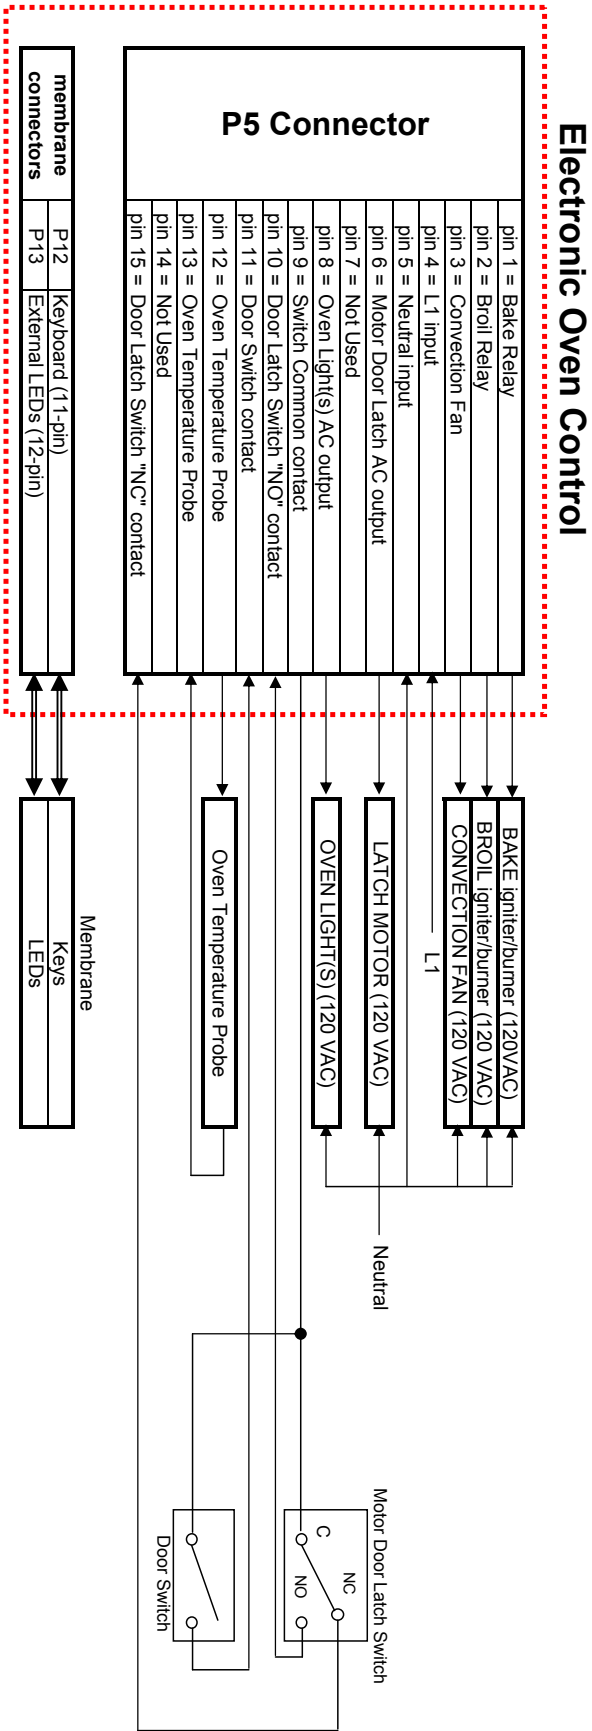 Electronic Oven Control
P5 Connector
pin 1 = Bake Relay
pin 2 = Broil Relay
pin 3 = Convection Fan
pin 4 = L1 input
pin 5 = Neutral input
pin 6 = Motor Door Latch AC output
pin 7 = Not Used
pin 8 = Oven Light(s) AC output
pin 9 = Switch Common contact
pin 10 = Door Latch Switch "NO" contact
pin 11 = Door Switch contact
pin 12 = Oven Temperature Probe
pin 13 = Oven Temperature Probe
pin 14 = Not Used
pin 15 = Door Latch Switch "NC" contact
membrane
connectors
P12 Keyboard (11-pin)
P13 External LEDs (12-pin)
BAKE igniter/burner (120VAC)
BROIL igniter/burner (120 VAC)
CONVECTION FAN (120 VAC)
L1
LATCH MOTOR (120 VAC)
OVEN LIGHT(S) (120 VAC)
Oven Temperature Probe
Neutral
Membrane
Keys
LEDs
Motor Door Latch Switch
C
NC
NO
Door Switch